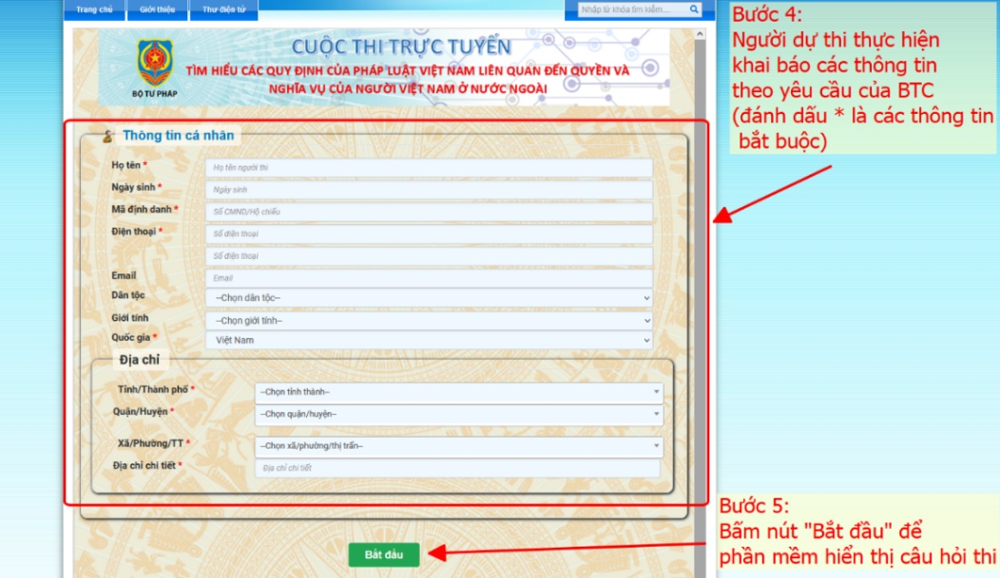 Trang chủ
Giới thiệu
Thư điện tử
Nhập từ khóa tìm kiếm....
BỘ TƯ PHÁP
CUỘC THI TRỰC TUYẾN
TÌM HIỂU CÁC QUY ĐỊNH CỦA PHÁP LUẬT VIỆT NAM LIÊN QUAN ĐẾN QUYỀN VÀ
NGHĨA VỤ CỦA NGƯỜI VIỆT NAM Ở NƯỚC NGOÀI
Bước 4:
Người dự thi thực hiện
khai báo các thông tin
theo yêu cầu của BTC
(đánh dấu * là các thông tin
bắt buộc)
Thông tin cá nhân
Họ tên *
Họ tên người thi
Ngày sinh *
Ngày sinh
Mã định danh *
Số CMND/Hộ chiếu
Điện thoại *
Số điện thoại
Số điện thoại
Email
Email
Dân tộc
--Chọn dân tộc--
Giới tính
--Chọn giới tính--
Quốc gia *
Việt Nam
Địa chỉ
Tỉnh/Thành phố *
--Chọn tỉnh thành--
Quận/Huyện *
--Chọn quận/huyện--
Xã/Phường/TT *
--Chọn xã/phường/thị trấn--
Địa chỉ chi tiết *
Địa chỉ chi tiết
Bắt đầu
Bước 5:
Bấm nút "Bắt đầu" để
phần mềm hiển thị câu hỏi thi